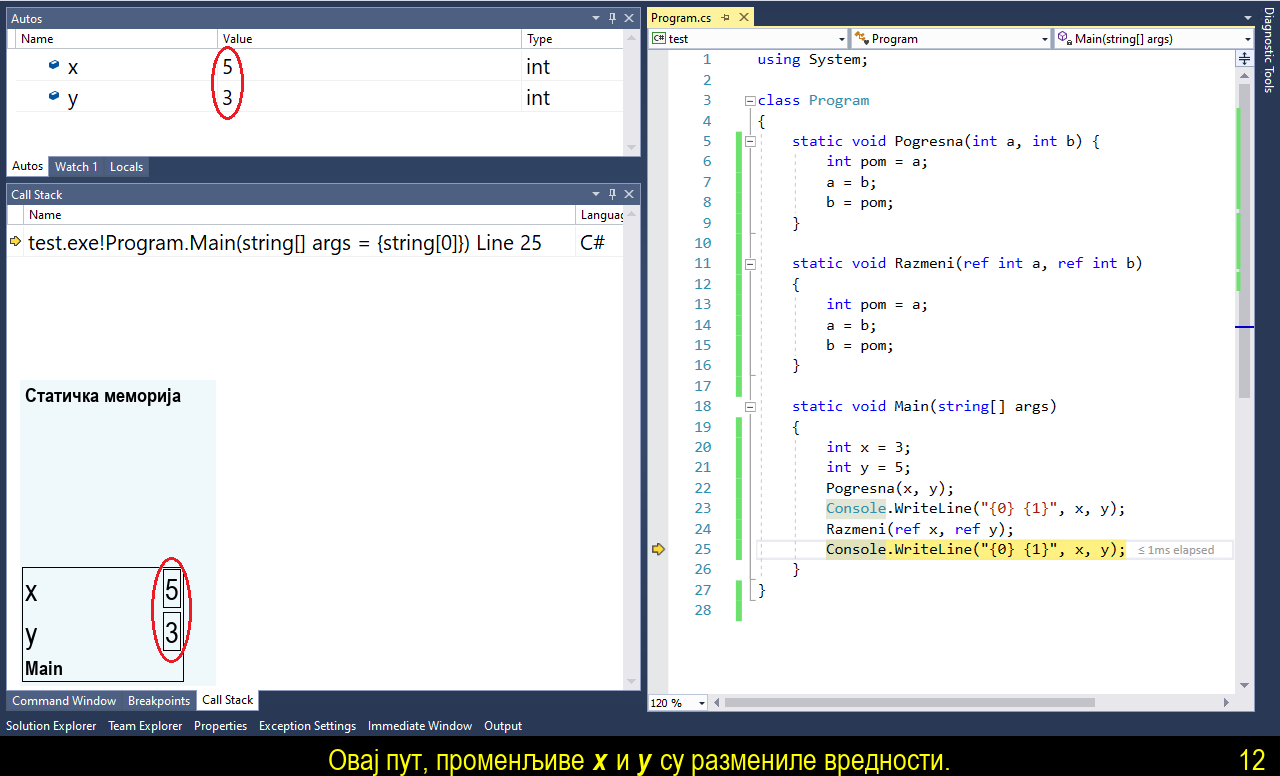 Autos
Name Value Type
x 5 int
y 3 int
Autos Watch 1 Locals
Call Stack
Name Languag
test.exe!Program.Main(string[] args = {string[0]}) Line 25 C#
Статичка меморија
x 5
y 3
Main
Command Window Breakpoints Call Stack
Solution Explorer Team Explorer Properties Exception Settings Immediate Window Output
Program.cs
C# test Program Main(string[] args)
1 using System;
2
3 class Program
4 {
5 static void Pogresna(int a, int b) {
6 int pom = a;
7 a = b;
8 b = pom;
9 }
10
11 static void Razmeni(ref int a, ref int b)
12 {
13 int pom = a;
14 a = b;
15 b = pom;
16 }
17
18 static void Main(string[] args)
19 {
20 int x = 3;
21 int y = 5;
22 Pogresna(x, y);
23 Console.WriteLine("{0} {1}", x, y);
24 Razmeni(ref x, ref y);
25 Console.WriteLine("{0} {1}", x, y); ≤ 1ms elapsed
26 }
27 }
28
120 %
Diagnostic Tools
Овај пут, променљиве x и y су размениле вредности. 12